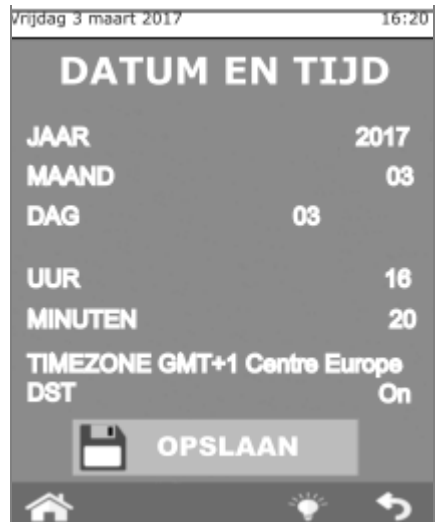 Vrijdag 3 maart 2017 16:20
DATUM EN TIJD
JAAR 2017
MAAND 03
DAG 03
UUR 16
MINUTEN 20
TIMEZONE GMT+1 Centre Europe
DST On
OPSLAAN